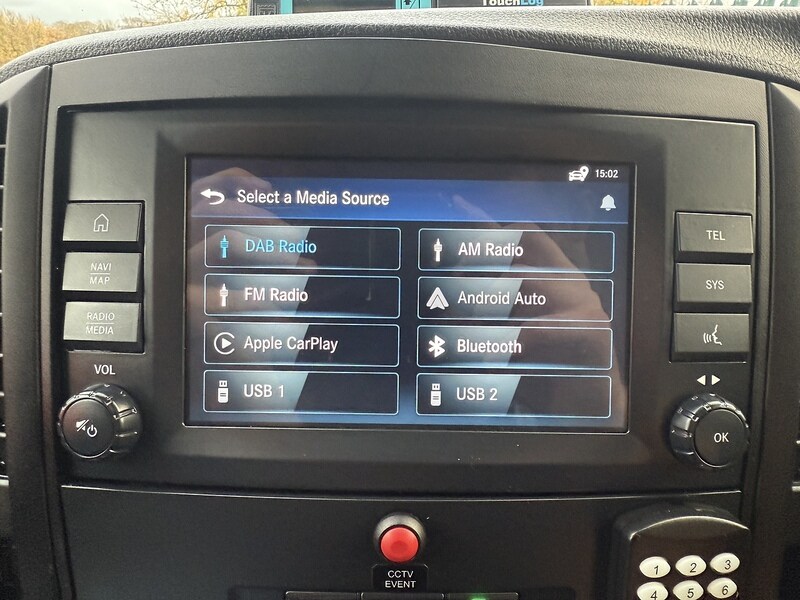 TouchLog
15:02
Select a Media Source
DAB Radio
AM Radio
FM Radio
Android Auto
Apple CarPlay
Bluetooth
USB 1
USB 2
NAVI
MAP
RADIO
MEDIA
VOL
TEL
SYS
OK
CCTV
EVENT
1 2 3
4 5 6